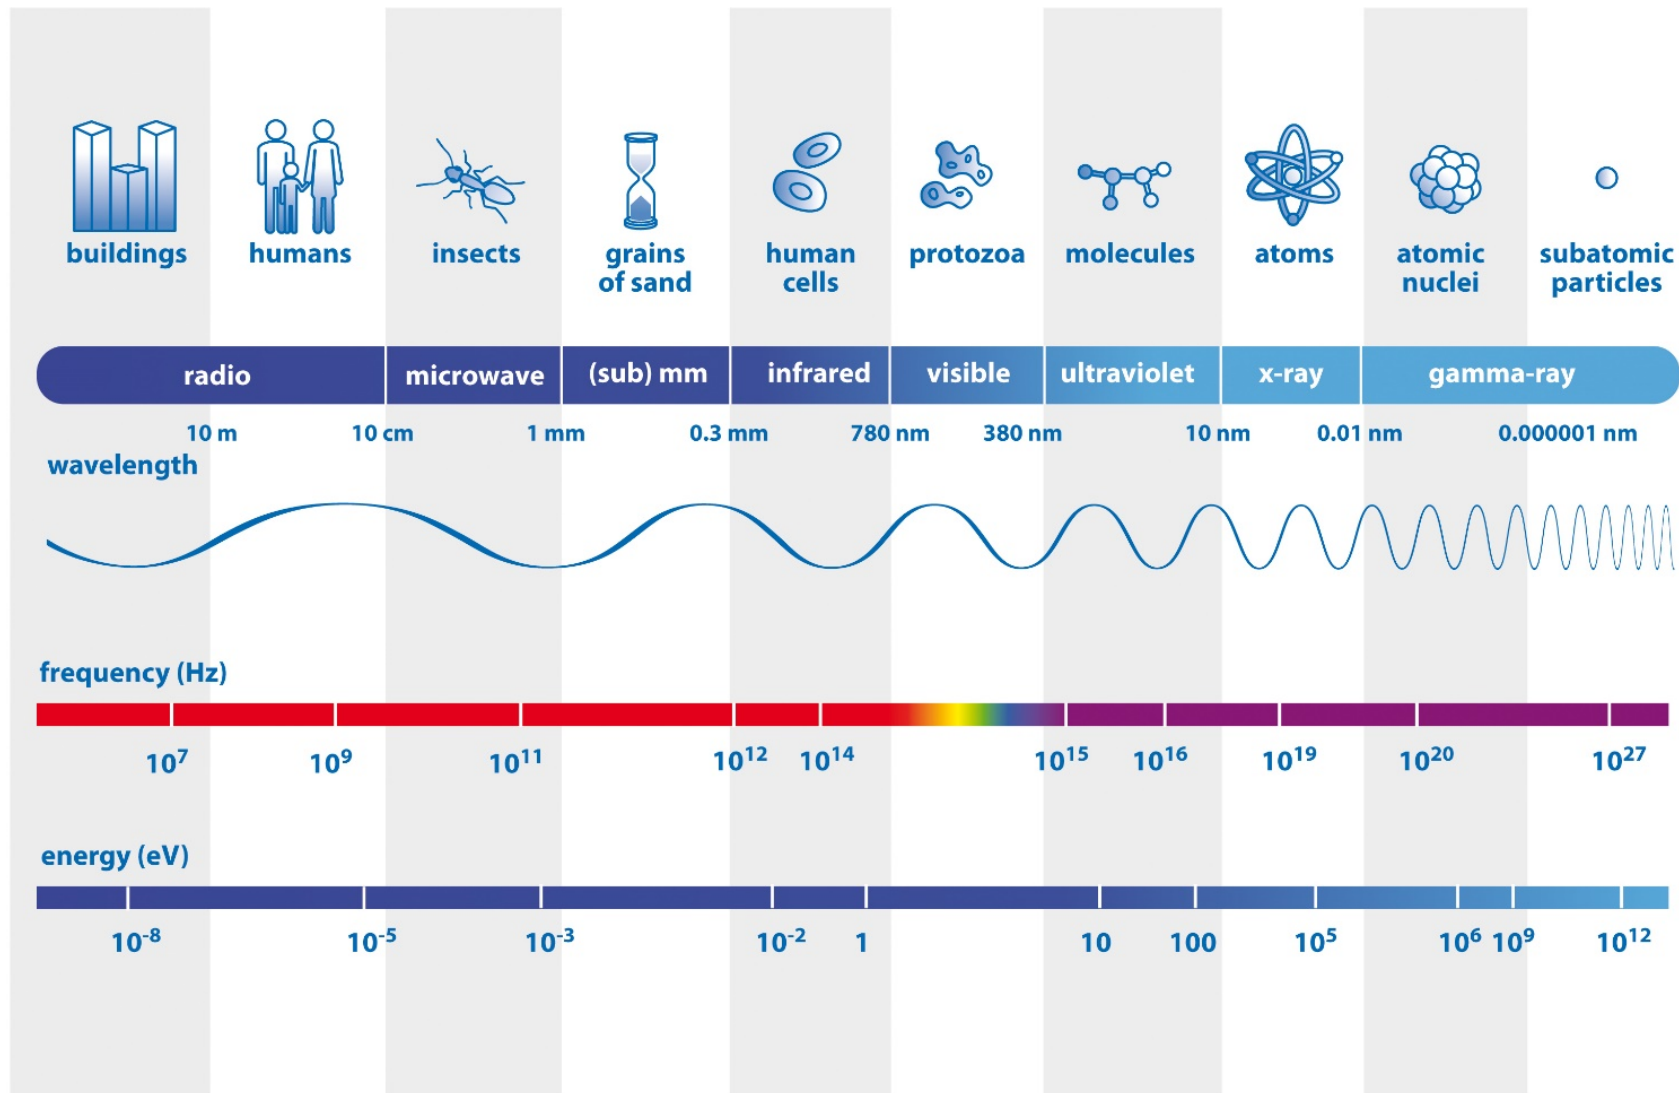 buildings
humans
insects
grains
of sand
human
cells
protozoa
molecules
atoms
atomic
nuclei
subatomic
particles
radio
microwave
(sub) mm
infrared
visible
ultraviolet
x-ray
gamma-ray
10 m
10 cm
1 mm
0.3 mm
780 nm
380 nm
10 nm
0.01 nm
0.000001 nm
wavelength
frequency (Hz)
10⁷
10⁹
10¹¹
10¹²
10¹⁴
10¹⁵
10¹⁶
10¹⁹
10²⁰
10²⁷
energy (eV)
10⁻⁸
10⁻⁵
10⁻³
10⁻²
1
10
100
10⁵
10⁶
10⁹
10¹²